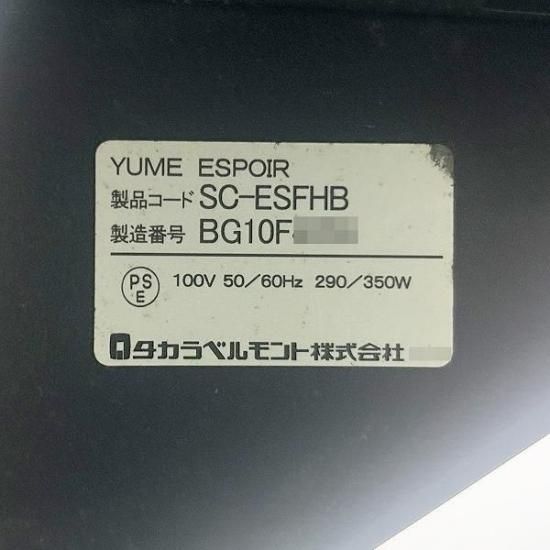 YUME ESPOIR
製品コード SC-ESFHB
製造番号 BG10F
PS E 100V 50/60Hz 290/350W
タカラベルモント株式会社